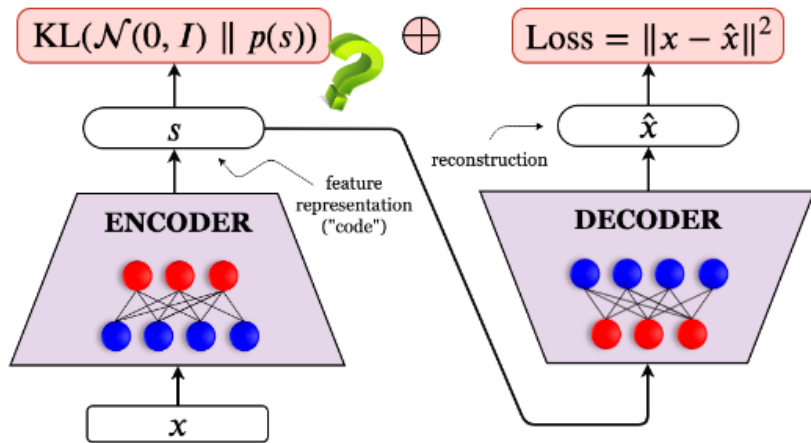 KL(𝒩(0, I) ∥ p(s))
?
⊕
Loss = ∥x − x̂∥²
s
x̂
reconstruction
feature
representation
("code")
ENCODER
DECODER
x